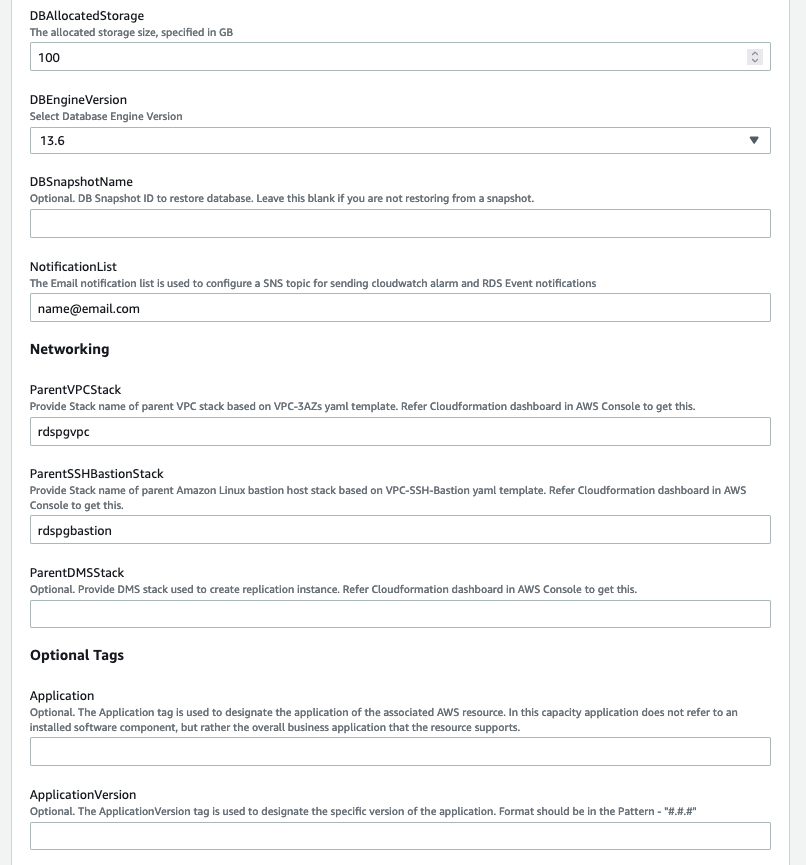 DBAllocatedStorage
The allocated storage size, specified in GB
100
DBEngineVersion
Select Database Engine Version
13.6
DBSnapshotName
Optional. DB Snapshot ID to restore database. Leave this blank if you are not restoring from a snapshot.
NotificationList
The Email notification list is used to configure a SNS topic for sending cloudwatch alarm and RDS Event notifications
name@email.com
Networking
ParentVPCStack
Provide Stack name of parent VPC stack based on VPC-3AZs yaml template. Refer Cloudformation dashboard in AWS Console to get this.
rdspgvpc
ParentSSHBastionStack
Provide Stack name of parent Amazon Linux bastion host stack based on VPC-SSH-Bastion yaml template. Refer Cloudformation dashboard in AWS
Console to get this.
rdspgbastion
ParentDMSStack
Optional. Provide DMS stack used to create replication instance. Refer Cloudformation dashboard in AWS Console to get this.
Optional Tags
Application
Optional. The Application tag is used to designate the application of the associated AWS resource. In this capacity application does not refer to an
installed software component, but rather the overall business application that the resource supports.
ApplicationVersion
Optional. The ApplicationVersion tag is used to designate the specific version of the application. Format should be in the Pattern - "#.#.#"